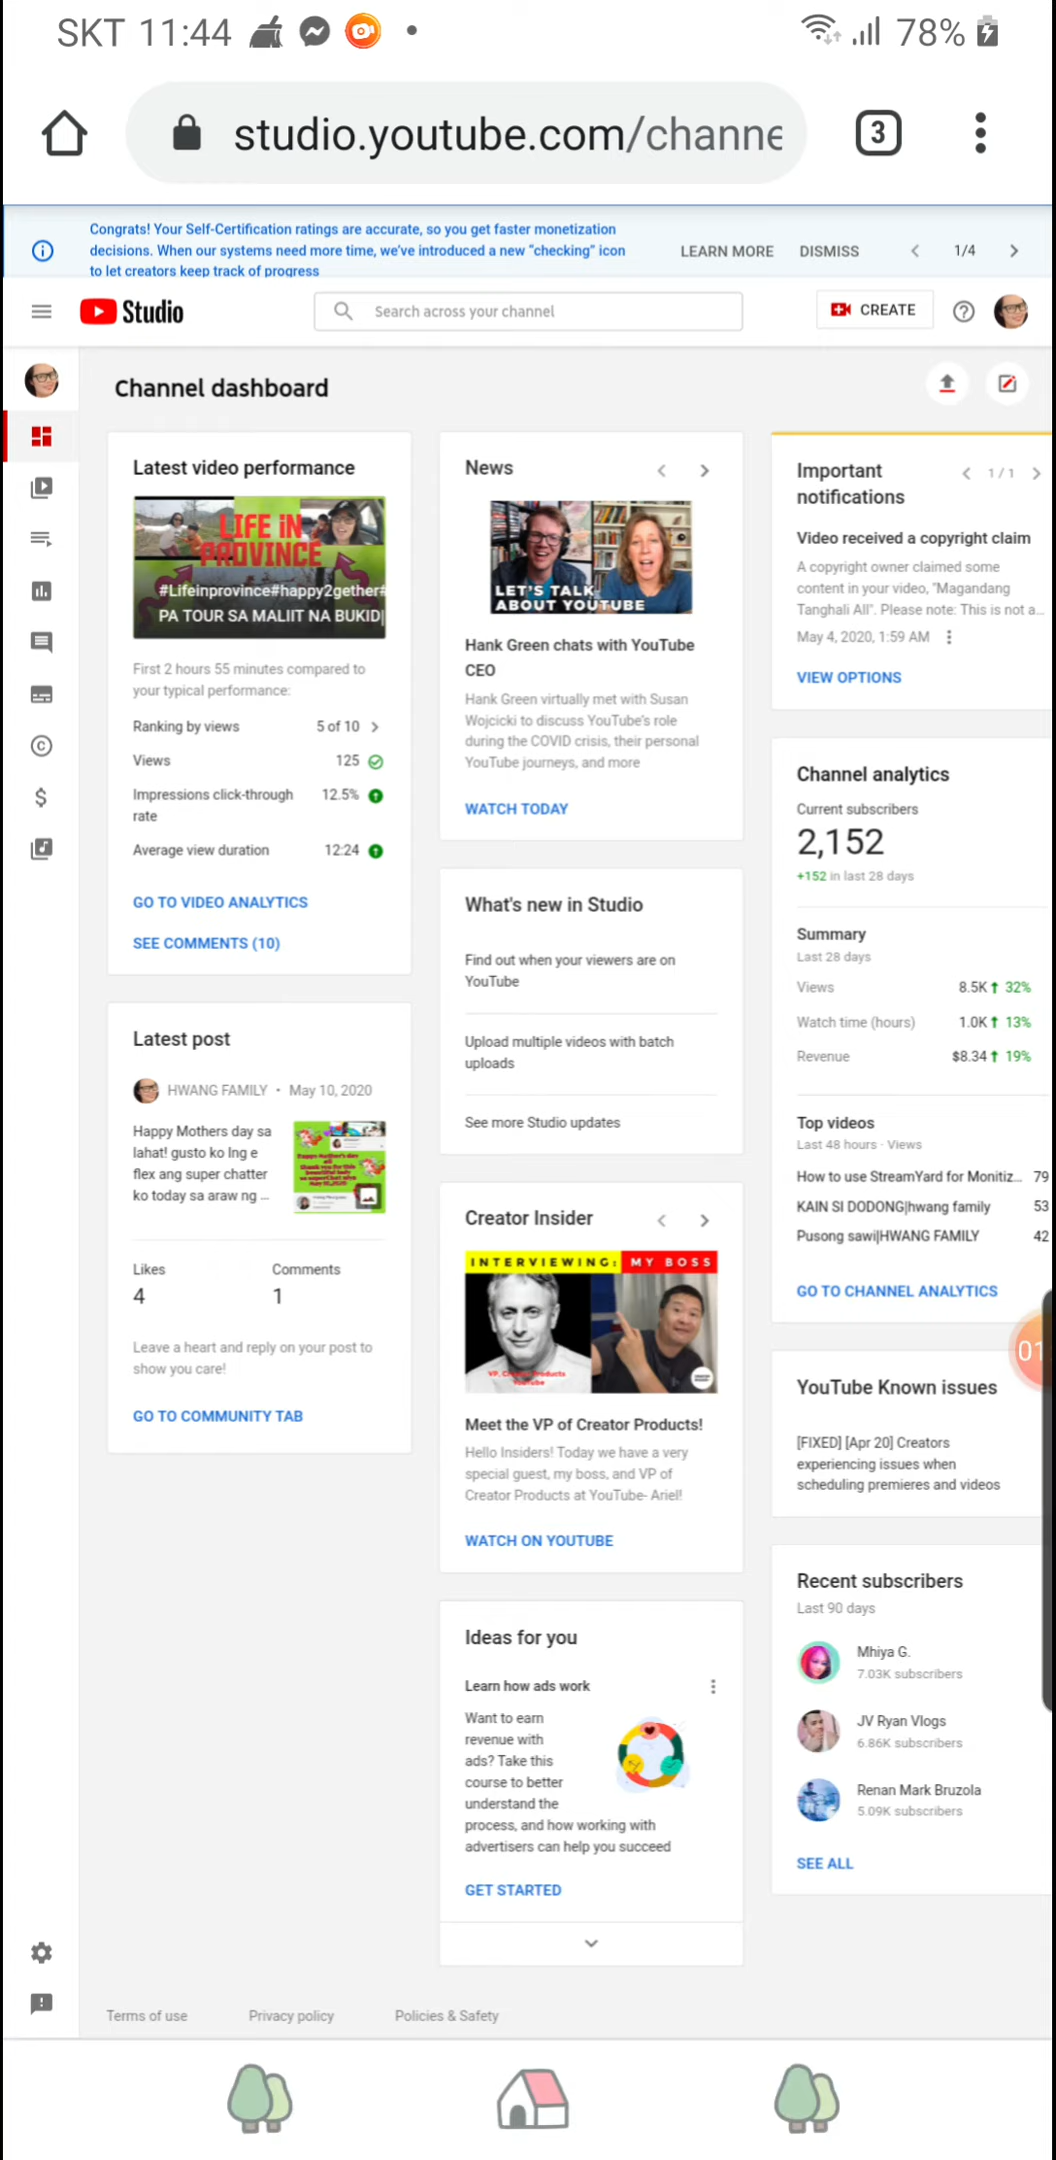 SKT 11:44
78%
studio.youtube.com/channe
3
Congrats! Your Self-Certification ratings are accurate, so you get faster monetization
decisions. When our systems need more time, we've introduced a new "checking" icon
to let creators keep track of progress
LEARN MORE
DISMISS
1/4
Studio
Search across your channel
CREATE
Channel dashboard
Latest video performance
LIFE iN
PROVINCE
#Lifeinprovince#happy2gether#
PA TOUR SA MALIIT NA BUKID|
First 2 hours 55 minutes compared to
your typical performance:
Ranking by views 5 of 10
Views 125
Impressions click-through 12.5%
rate
Average view duration 12:24
GO TO VIDEO ANALYTICS
SEE COMMENTS (10)
Latest post
HWANG FAMILY • May 10, 2020
Happy Mothers day sa
lahat! gusto ko lng e
flex ang super chatter
ko today sa araw ng ...
Likes Comments
4 1
Leave a heart and reply on your post to
show you care!
GO TO COMMUNITY TAB
News
LET'S TALK
ABOUT YOUTUBE
Hank Green chats with YouTube
CEO
Hank Green virtually met with Susan
Wojcicki to discuss YouTube's role
during the COVID crisis, their personal
YouTube journeys, and more
WATCH TODAY
What's new in Studio
Find out when your viewers are on
YouTube
Upload multiple videos with batch
uploads
See more Studio updates
Creator Insider
INTERVIEWING: MY BOSS
Meet the VP of Creator Products!
Hello Insiders! Today we have a very
special guest, my boss, and VP of
Creator Products at YouTube- Ariel!
WATCH ON YOUTUBE
Ideas for you
Learn how ads work
Want to earn
revenue with
ads? Take this
course to better
understand the
process, and how working with
advertisers can help you succeed
GET STARTED
Important
notifications
1 / 1
Video received a copyright claim
A copyright owner claimed some
content in your video, "Magandang
Tanghali All". Please note: This is not a...
May 4, 2020, 1:59 AM
VIEW OPTIONS
Channel analytics
Current subscribers
2,152
+152 in last 28 days
Summary
Last 28 days
Views 8.5K 32%
Watch time (hours) 1.0K 13%
Revenue $8.34 19%
Top videos
Last 48 hours · Views
How to use StreamYard for Monitiz... 79
KAIN SI DODONG|hwang family 53
Pusong sawi|HWANG FAMILY 42
GO TO CHANNEL ANALYTICS
01
YouTube Known issues
[FIXED] [Apr 20] Creators
experiencing issues when
scheduling premieres and videos
Recent subscribers
Last 90 days
Mhiya G.
7.03K subscribers
JV Ryan Vlogs
6.86K subscribers
Renan Mark Bruzola
5.09K subscribers
SEE ALL
Terms of use
Privacy policy
Policies & Safety